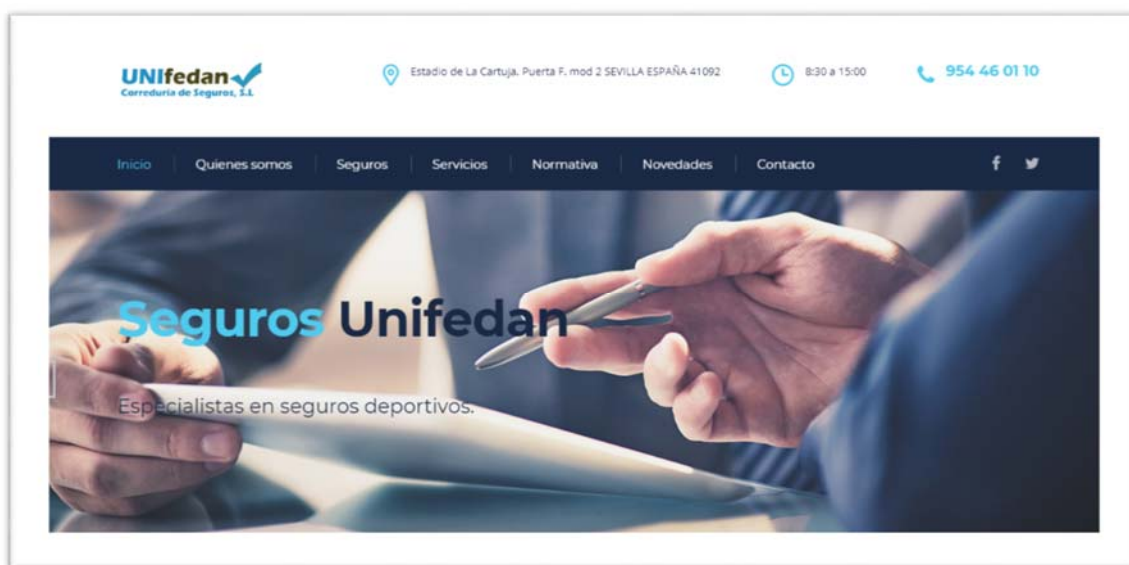 UNIfedan
Correduría de Seguros, S.L
Estadio de La Cartuja. Puerta F. mod 2 SEVILLA ESPAÑA 41092
8:30 a 15:00
954 46 01 10
Inicio
Quienes somos
Seguros
Servicios
Normativa
Novedades
Contacto
Seguros Unifedan
Especialistas en seguros deportivos.